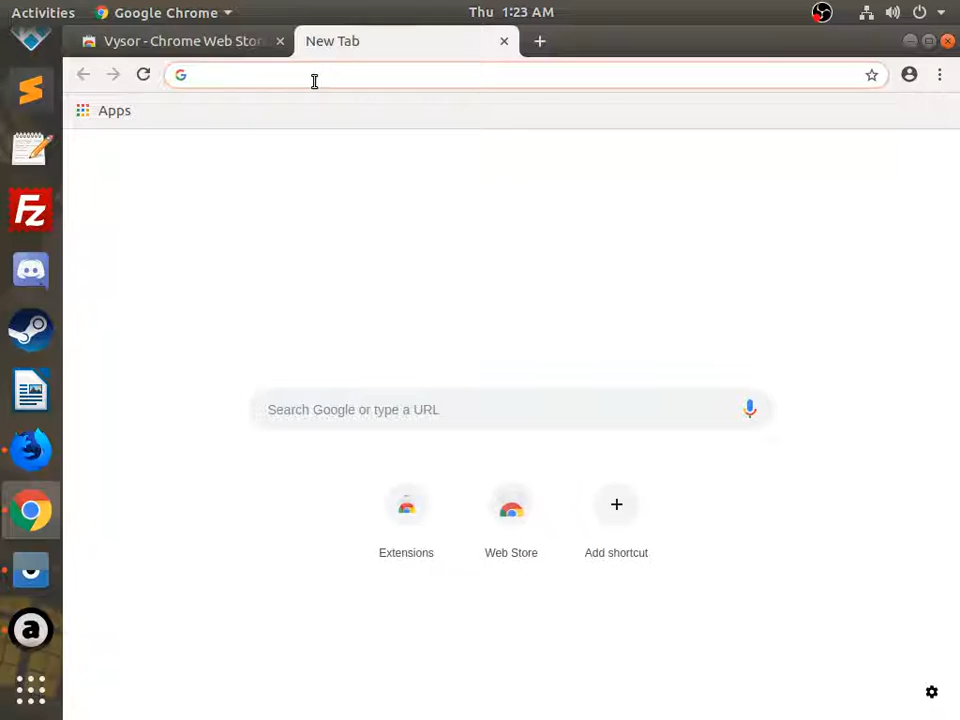 Activities Google Chrome Thu 1:23 AM
Vysor - Chrome Web Stor New Tab
Apps
Search Google or type a URL
Extensions Web Store Add shortcut